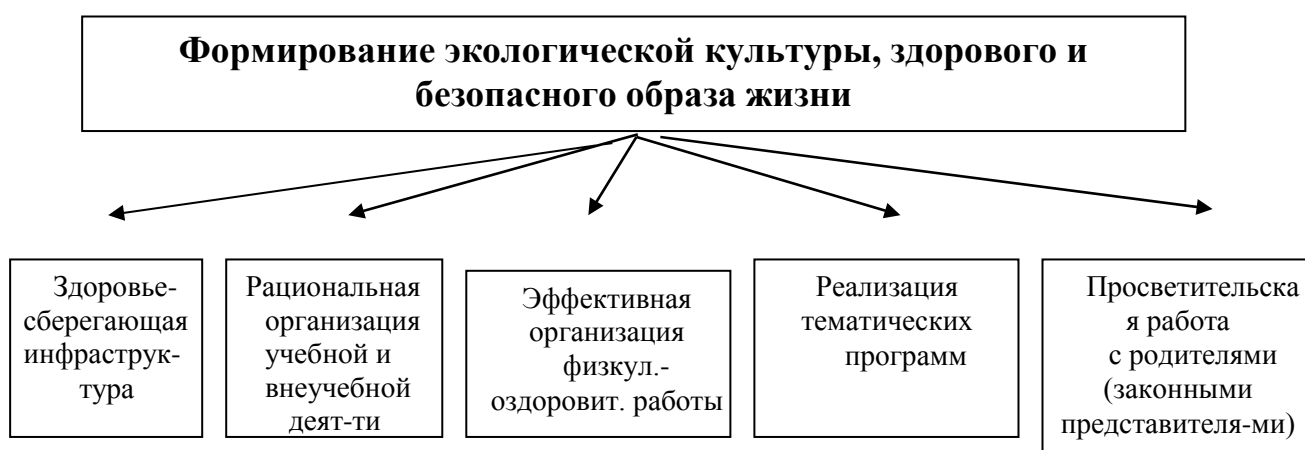 Формирование экологической культуры, здорового и
безопасного образа жизни
Здоровье-
сберегающая
инфраструк-
тура
Рациональная
организация
учебной и
внеучебной
деят-ти
Эффективная
организация
физкул.-
оздоровит. работы
Реализация
тематических
программ
Просветительска
я работа
с родителями
(законными
представителя-ми)